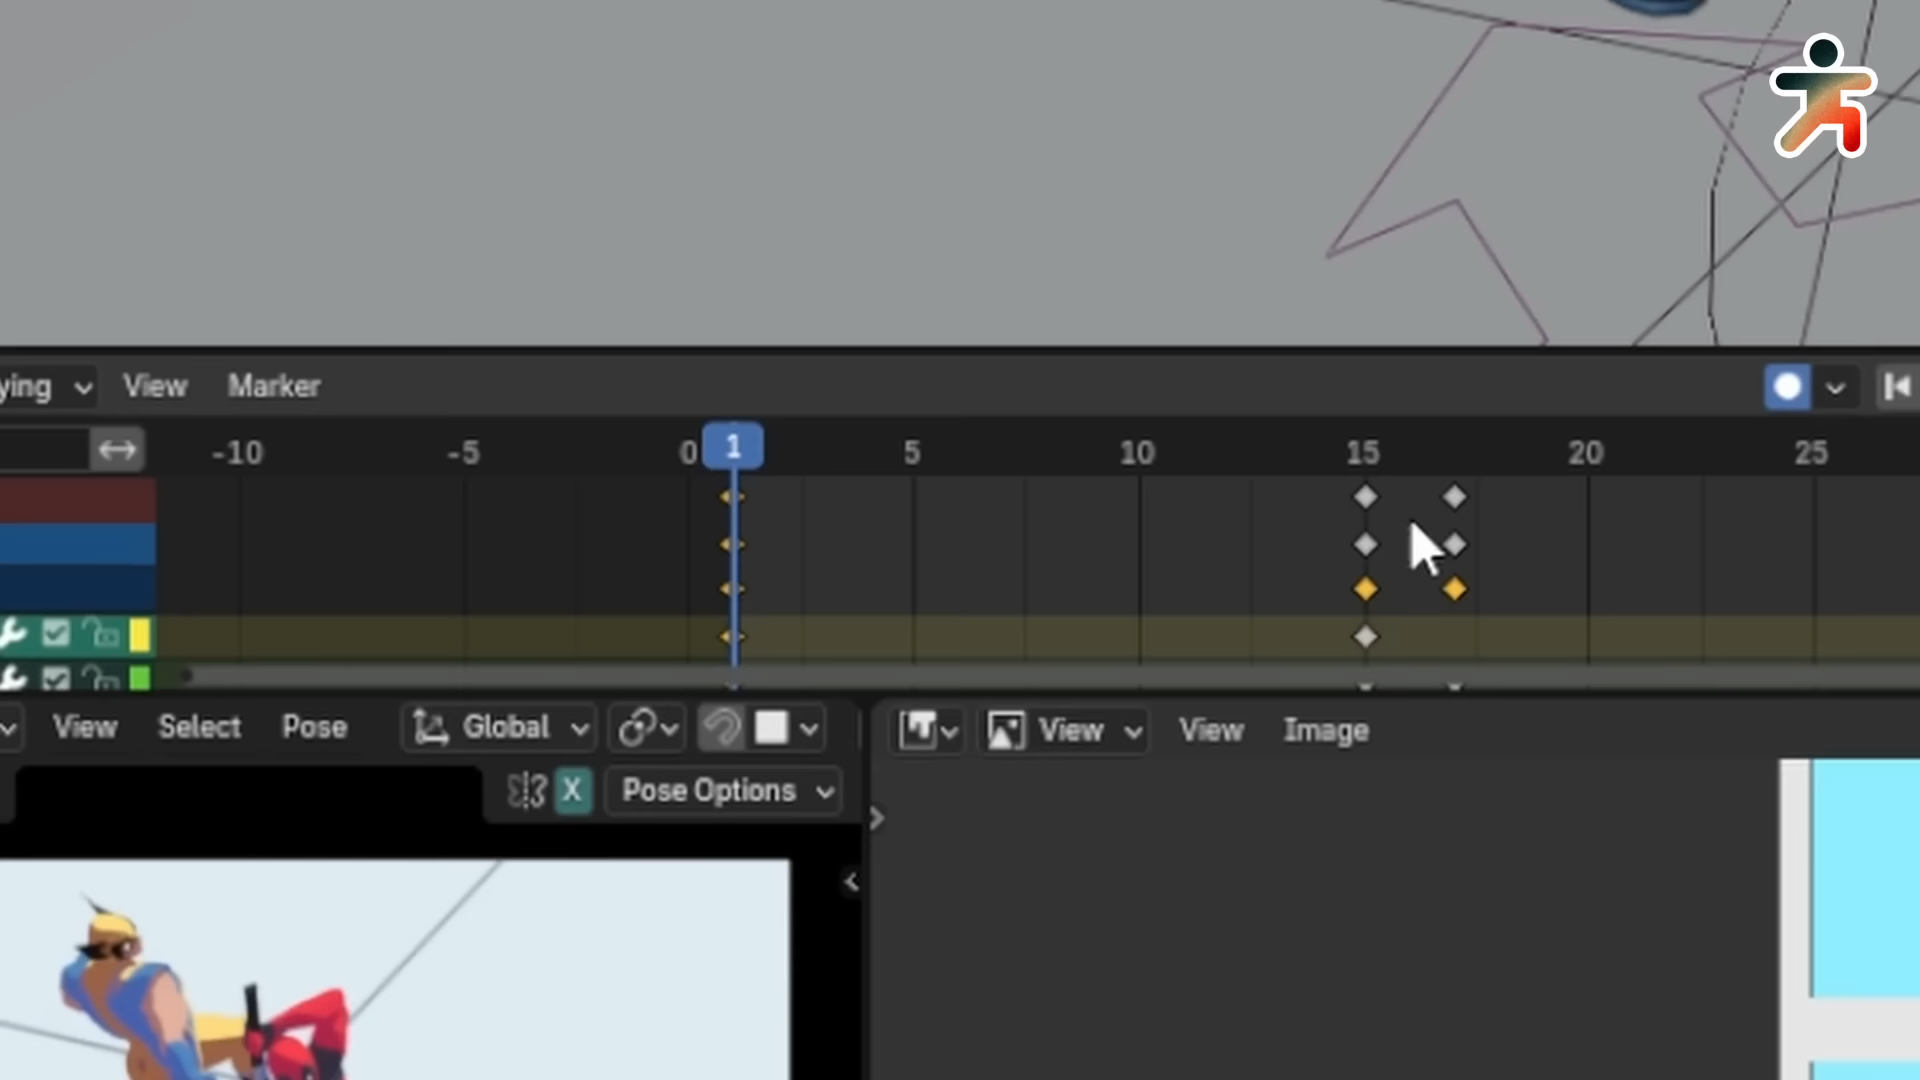 ying View Marker
-10 -5 0 1 5 10 15 20 25
View Select Pose Global View View Image
X Pose Options